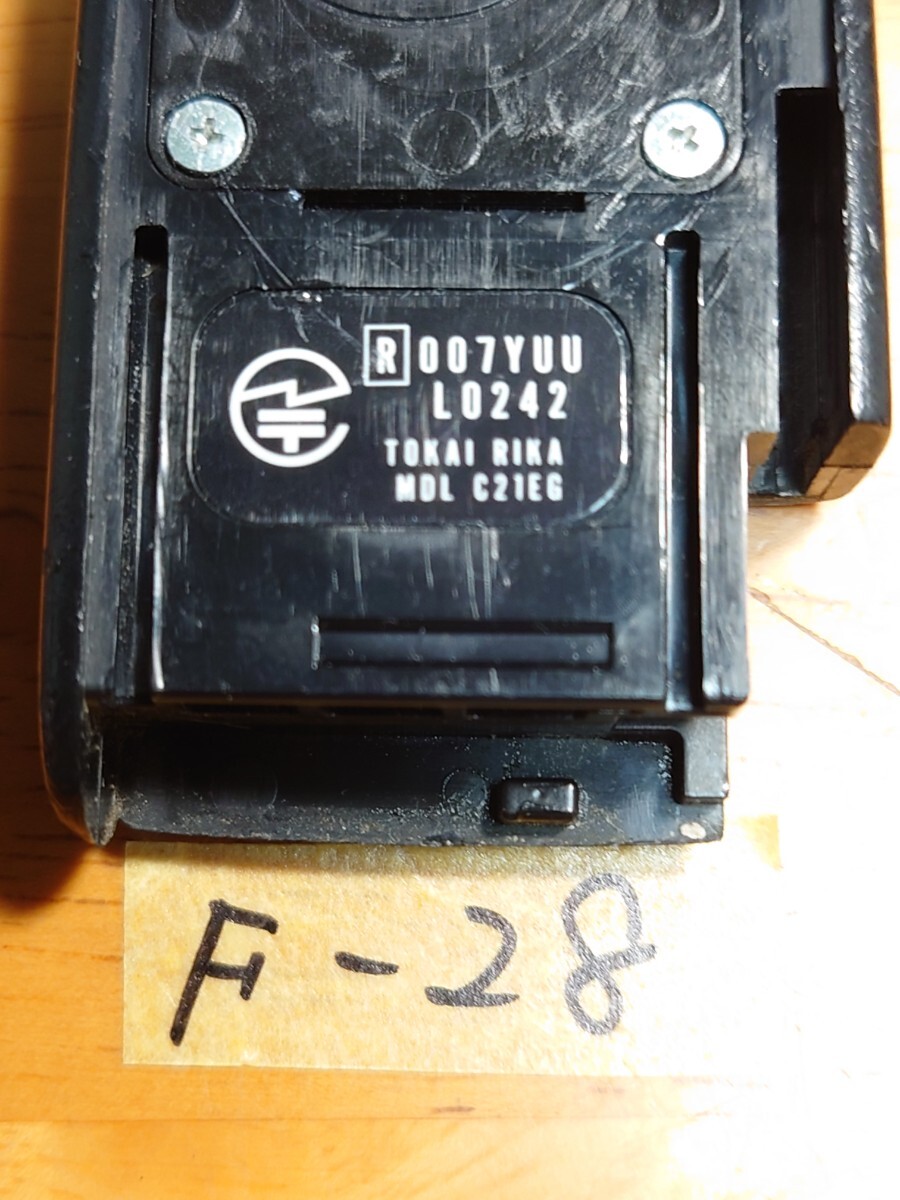 R 007YUU
L0242
TOKAI RIKA
MDL C21EG
F-28